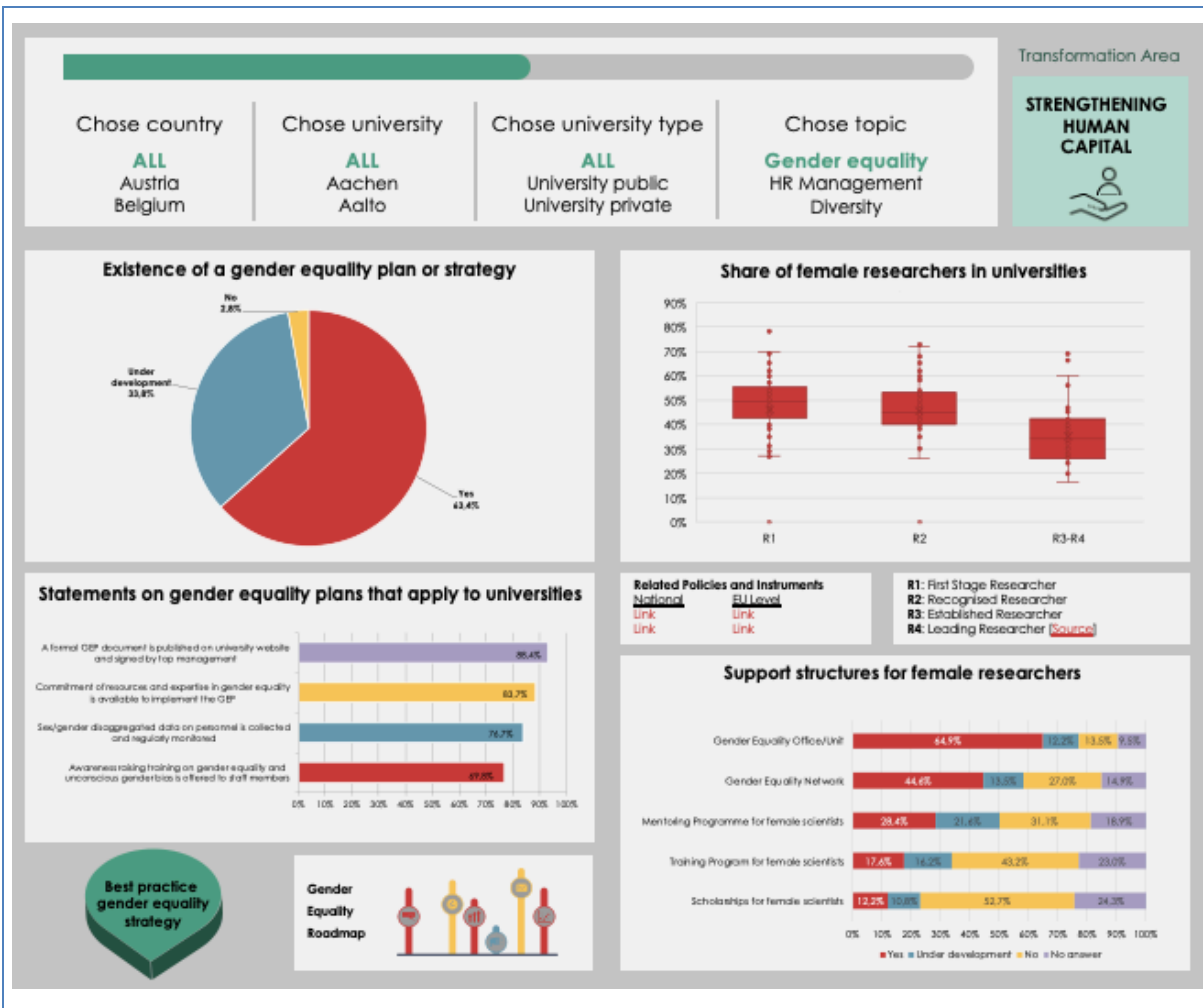 Transformation Area
STRENGTHENING
HUMAN
CAPITAL
Chose country
ALL
Austria
Belgium
Chose university
ALL
Aachen
Aalto
Chose university type
ALL
University public
University private
Chose topic
Gender equality
HR Management
Diversity
Existence of a gender equality plan or strategy
No
2,8%
Under
development
33,8%
Yes
63,4%
Share of female researchers in universities
90%
80%
70%
60%
50%
40%
30%
20%
10%
0%
R1 R2 R3-R4
Statements on gender equality plans that apply to universities
A formal GEP document is published on university website
and signed by top management
88,4%
Commitment of resources and expertise in gender equality
is available to implement the GEP
83,7%
Sex/gender disaggregated data on personnel is collected
and regularly monitored
76,7%
Awareness raising training on gender equality and
unconscious gender bias is offered to staff members
69,8%
0% 10% 20% 30% 40% 50% 60% 70% 80% 90% 100%
Related Policies and Instruments
National EU Level
Link Link
Link Link
R1: First Stage Researcher
R2: Recognised Researcher
R3: Established Researcher
R4: Leading Researcher [Source]
Support structures for female researchers
Gender Equality Office/Unit 64,9% 12,2% 13,5% 9,5%
Gender Equality Network 44,6% 13,5% 27,0% 14,9%
Mentoring Programme for female scientists 28,4% 21,6% 31,1% 18,9%
Training Program for female scientists 17,6% 16,2% 43,2% 23,0%
Scholarships for female scientists 12,2% 10,8% 52,7% 24,3%
0% 10% 20% 30% 40% 50% 60% 70% 80% 90% 100%
Yes Under development No No answer
Best practice
gender equality
strategy
Gender
Equality
Roadmap